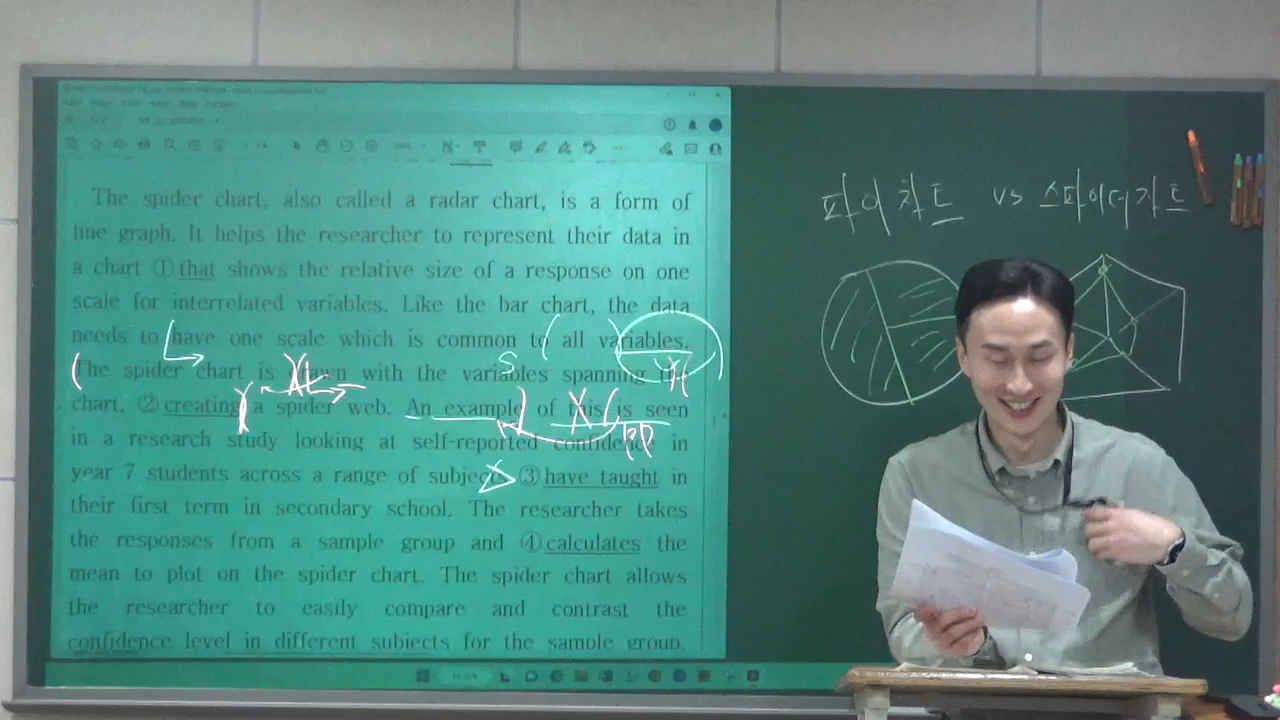 The spider chart, also called a radar chart, is a form of
line graph. It helps the researcher to represent their data in
a chart ① that shows the relative size of a response on one
scale for interrelated variables. Like the bar chart, the data
needs to have one scale which is common to all variables.
The spider chart is drawn with the variables spanning the
chart, ② creating a spider web. An example of this is seen
in a research study looking at self-reported confidence in
year 7 students across a range of subjects ③ have taught in
their first term in secondary school. The researcher takes
the responses from a sample group and ④ calculates the
mean to plot on the spider chart. The spider chart allows
the researcher to easily compare and contrast the
confidence level in different subjects for the sample group.
S
PP
파이차트 vs 스파이더차트